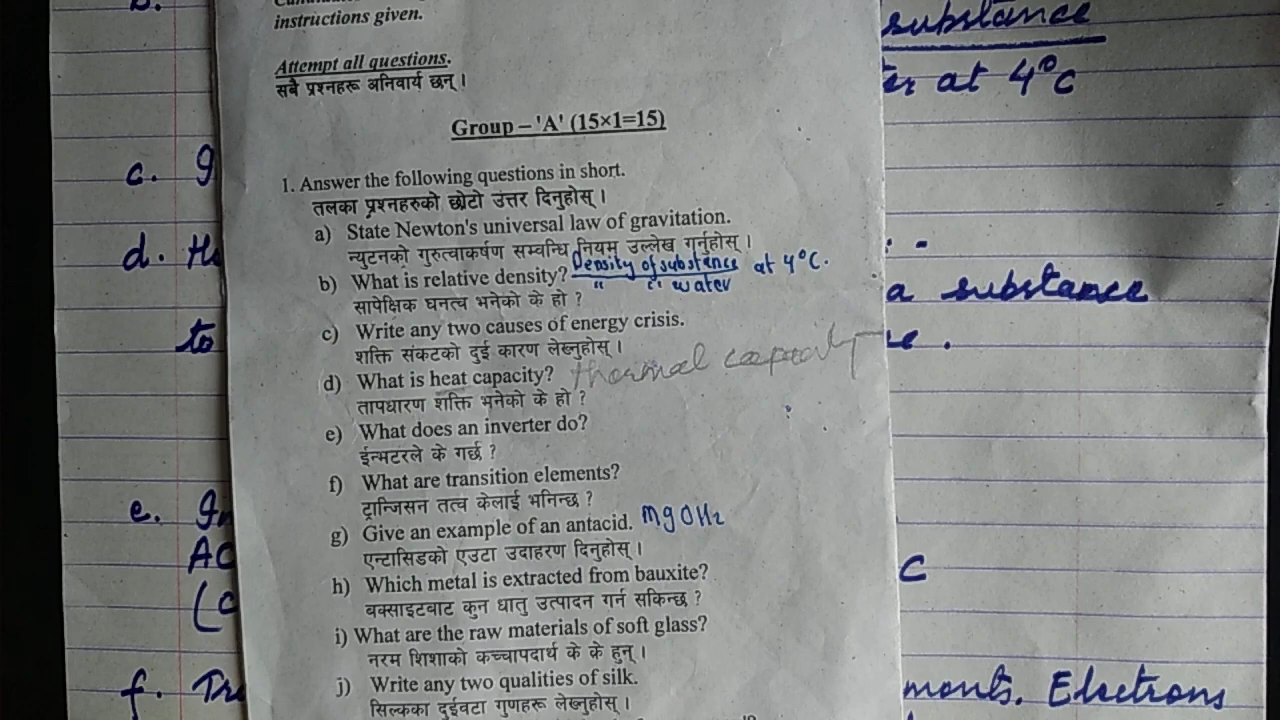 instructions given.
Attempt all questions.
सबै प्रश्नहरू अनिवार्य छन् ।
Group – 'A' (15×1=15)
1. Answer the following questions in short.
तलका प्रश्नहरुको छोटो उत्तर दिनुहोस् ।
a) State Newton's universal law of gravitation.
न्युटनको गुरुत्वाकर्षण सम्वन्धि नियम उल्लेख गर्नुहोस् ।
b) What is relative density? Density of substance at 4°C.
" " water
सापेक्षिक घनत्व भनेको के हो ?
c) Write any two causes of energy crisis.
शक्ति संकटको दुई कारण लेख्नुहोस् ।
d) What is heat capacity? thermal capacity
तापधारण शक्ति भनेको के हो ?
e) What does an inverter do?
ईन्भटरले के गर्छ ?
f) What are transition elements?
ट्रान्जिसन तत्व केलाई भनिन्छ ?
g) Give an example of an antacid. MgOH2
एन्टासिडको एउटा उदाहरण दिनुहोस् ।
h) Which metal is extracted from bauxite?
बक्साइटबाट कुन धातु उत्पादन गर्न सकिन्छ ?
i) What are the raw materials of soft glass?
नरम शिशाको कच्चापदार्थ के के हुन् ।
j) Write any two qualities of silk.
सिल्कका दुईवटा गुणहरू लेख्नुहोस् ।
substance
at 4°C
c.
d.
a substance
to
e.
AC
C
f.
Electrons